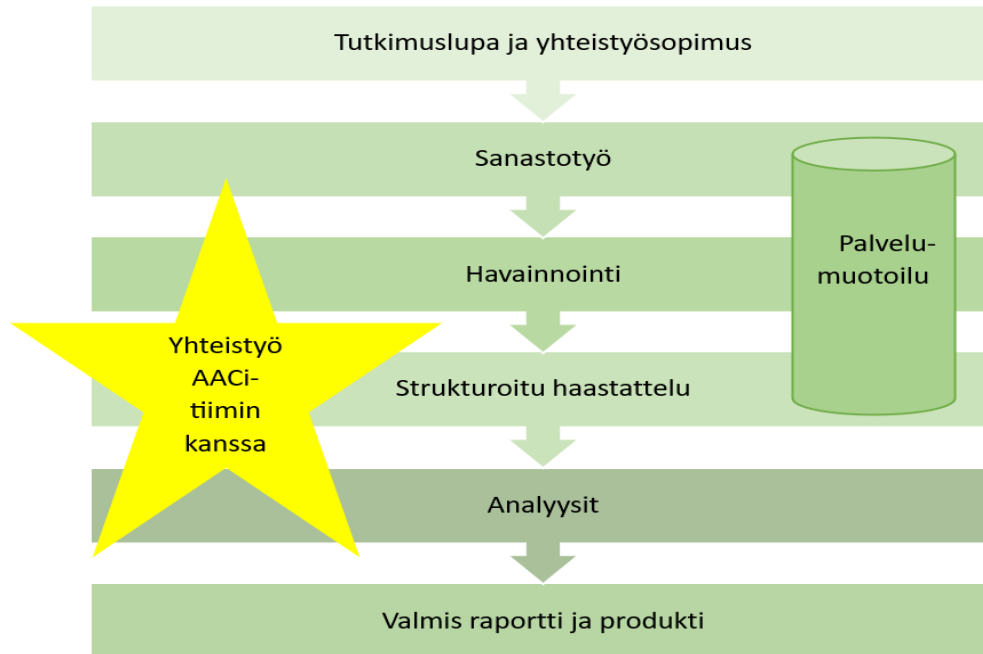 Tutkimuslupa ja yhteistyösopimus
Sanastotyö
Palvelu-
muotoilu
Havainnointi
Yhteistyö
AACi-
tiimin
kanssa
Strukturoitu haastattelu
Analyysit
Valmis raportti ja produkti